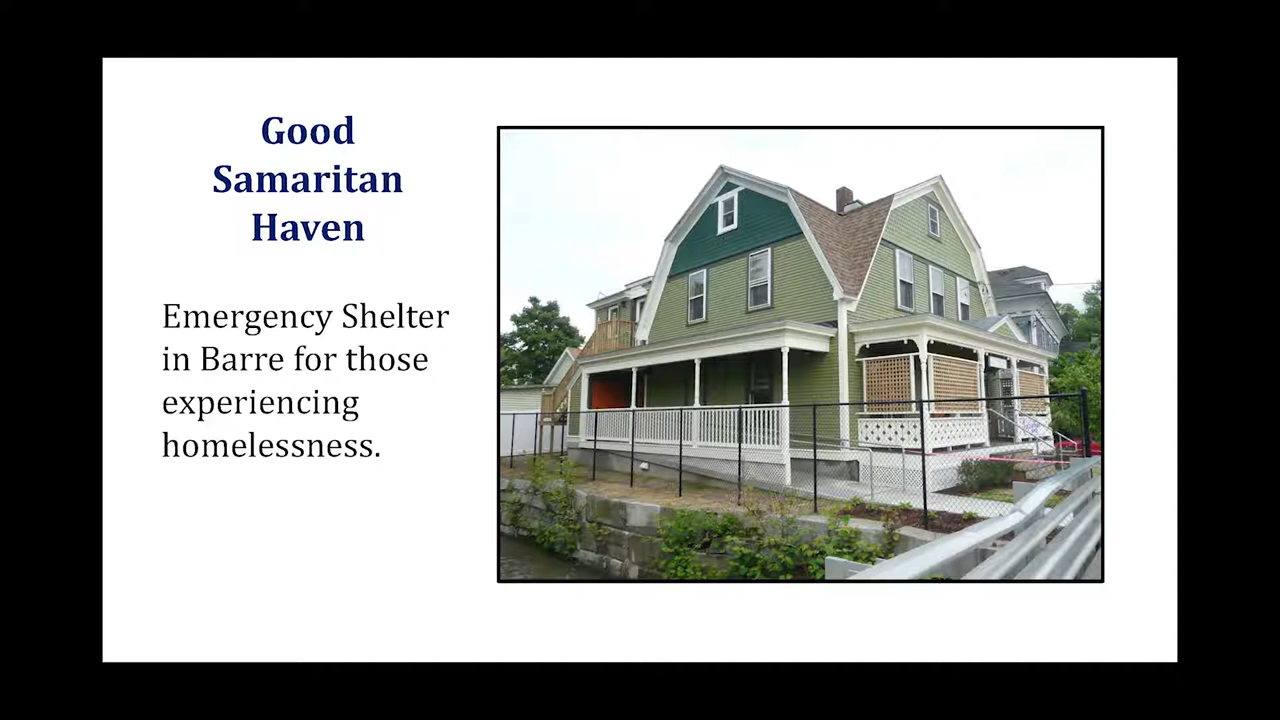 Good
Samaritan
Haven
Emergency Shelter
in Barre for those
experiencing
homelessness.